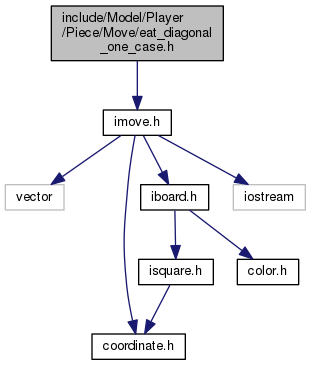 include/Model/Player
/Piece/Move/eat_diagonal
_one_case.h
imove.h
vector
iboard.h
iostream
isquare.h
color.h
coordinate.h